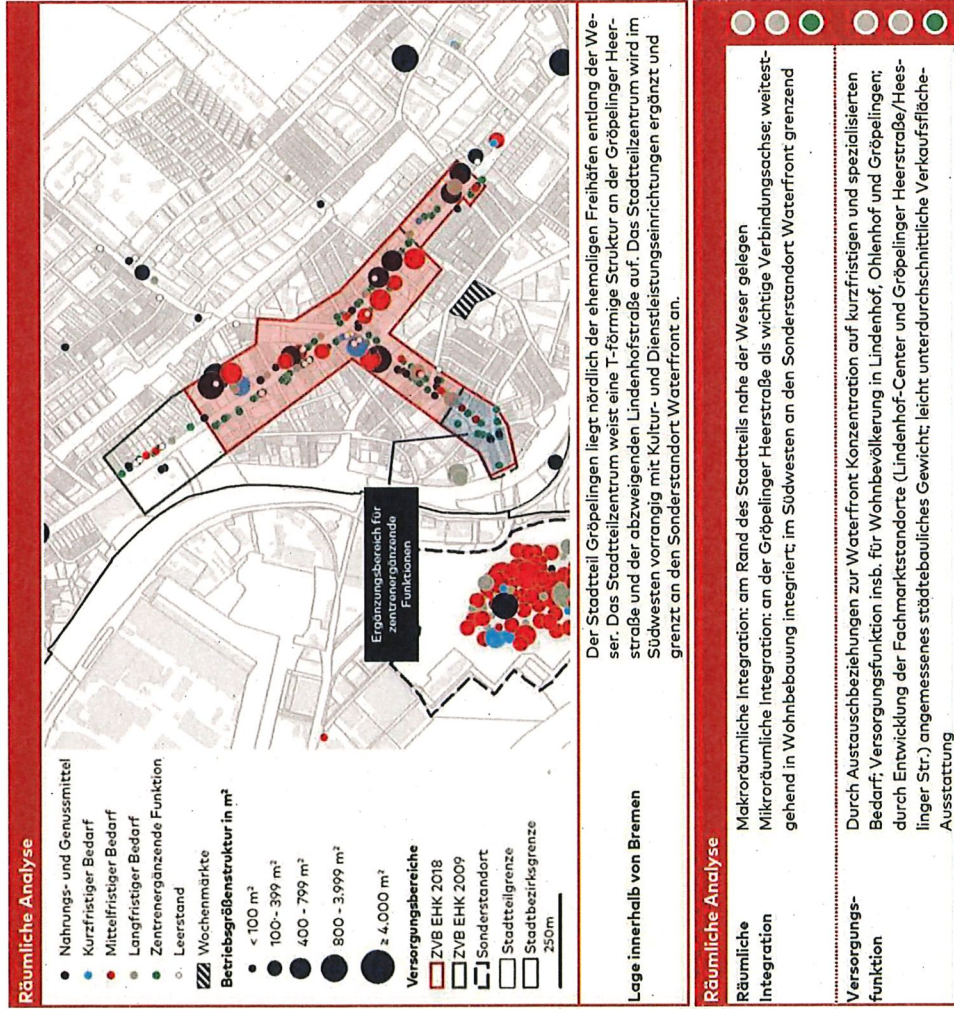 Räumliche Analyse
Nahrungs- und Genussmittel
Kurzfristiger Bedarf
Mittelfristiger Bedarf
Langfristiger Bedarf
Zentrenergänzende Funktion
Leerstand
Wochenmärkte
Betriebsgrößenstruktur in m²
< 100 m²
100 - 399 m²
400 - 799 m²
800 - 3.999 m²
≥ 4.000 m²
Versorgungsbereiche
ZVB EHK 2018
ZVB EHK 2009
Sonderstandort
Stadtteilgrenze
Stadtbezirksgrenze
250m
Ergänzungsbereich für
zentrenergänzende
Funktionen
Lage innerhalb von Bremen
Der Stadtteil Gröpelingen liegt nördlich der ehemaligen Freihäfen entlang der We-
ser. Das Stadtteilzentrum weist eine T-förmige Struktur an der Gröpelinger Heer-
straße und der abzweigenden Lindenhofstraße auf. Das Stadtteilzentrum wird im
Südwesten vorrangig mit Kultur- und Dienstleistungseinrichtungen ergänzt und
grenzt an den Sonderstandort Waterfront an.
Räumliche Analyse
Räumliche
Integration
Makroräumliche Integration: am Rand des Stadtteils nahe der Weser gelegen
Mikroräumliche Integration: an der Gröpelinger Heerstraße als wichtige Verbindungsachse; weitest-
gehend in Wohnbebauung integriert; im Südwesten an den Sonderstandort Waterfront grenzend
Versorgungs-
funktion
Durch Austauschbeziehungen zur Waterfront Konzentration auf kurzfristigen und spezialisierten
Bedarf; Versorgungsfunktion insb. für Wohnbevölkerung in Lindenhof, Ohlenhof und Gröpelingen;
durch Entwicklung der Fachmarktstandorte (Lindenhof-Center und Gröpelinger Heerstraße/Hees-
linger Str.) angemessenes städtebauliches Gewicht; leicht unterdurchschnittliche Verkaufsfläche-
Ausstattung